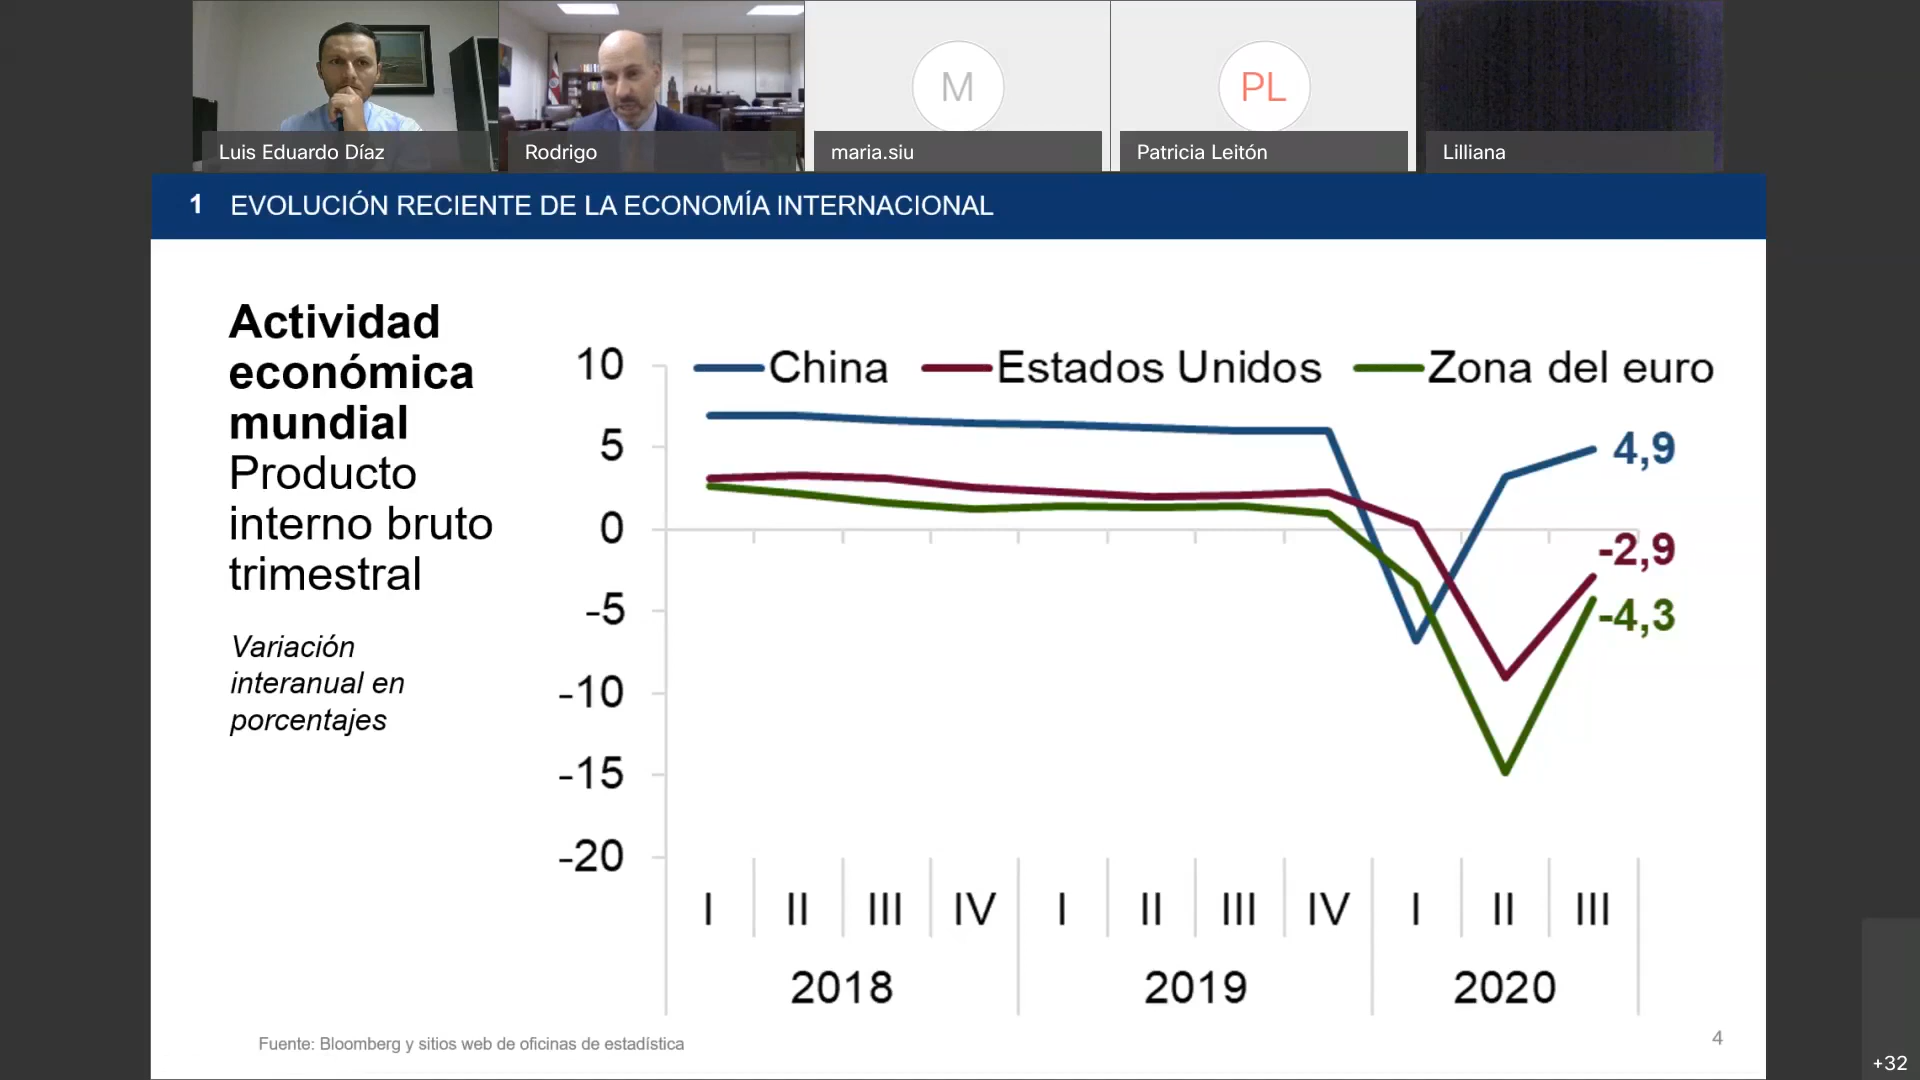 Luis Eduardo Díaz
Rodrigo
M
maria.siu
PL
Patricia Leitón
Lilliana
1 EVOLUCIÓN RECIENTE DE LA ECONOMÍA INTERNACIONAL
Actividad
económica
mundial
Producto
interno bruto
trimestral
Variación
interanual en
porcentajes
China Estados Unidos Zona del euro
10
5
0
-5
-10
-15
-20
4,9
-2,9
-4,3
I II III IV I II III IV I II III
2018 2019 2020
Fuente: Bloomberg y sitios web de oficinas de estadística
4
+32